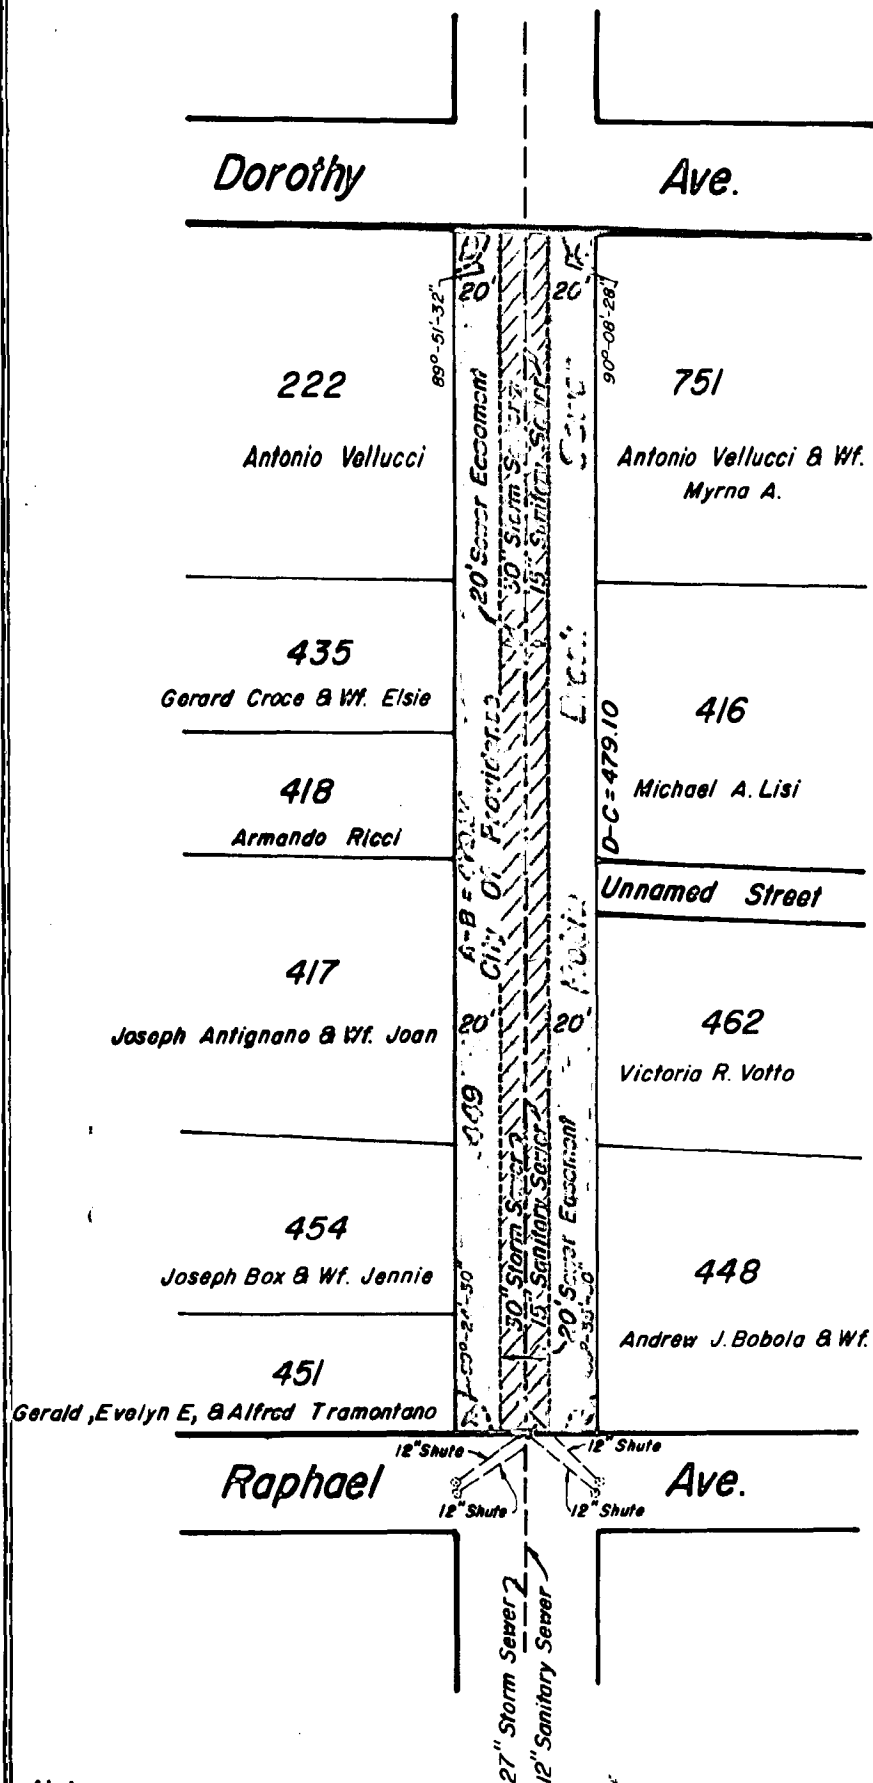 Dorothy Ave.
89°-51'-32"
20'
20'
90°-08'-28"
222
Antonio Vellucci
751
Antonio Vellucci & Wf.
Myrna A.
20' Sewer Easement
30" Storm Sewer
15" Sanitary Sewer
435
Gerard Croce & Wf. Elsie
416
Michael A. Lisi
D-C = 479.10
418
Armando Ricci
A-B =
City Of Providence
Unnamed Street
417
Joseph Antignano & Wf. Joan
20'
20'
462
Victoria R. Votto
454
Joseph Box & Wf. Jennie
30" Storm Sewer
15" Sanitary Sewer
20' Sewer Easement
448
Andrew J. Bobola & Wf.
451
Gerald, Evelyn E, & Alfred Tramontano
12" Shute
12" Shute
Raphael Ave.
12" Shute
12" Shute
27" Storm Sewer
12" Sanitary Sewer